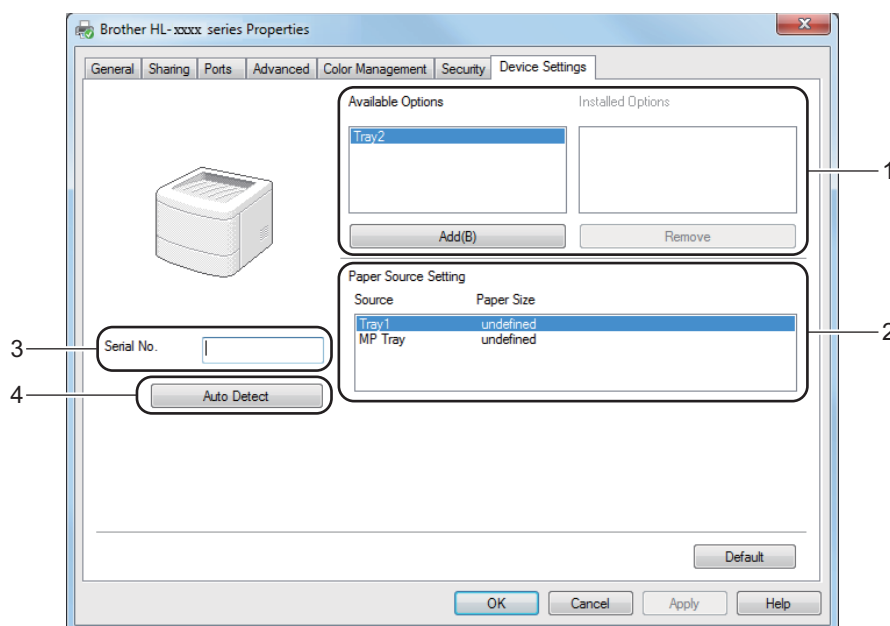 Brother HL-xxxx series Properties
General Sharing Ports Advanced Color Management Security Device Settings
Available Options
Installed Options
Tray2
1
Add(B)
Remove
Paper Source Setting
Source Paper Size
Tray1 undefined
MP Tray undefined
2
3
Serial No.
4
Auto Detect
Default
OK Cancel Apply Help